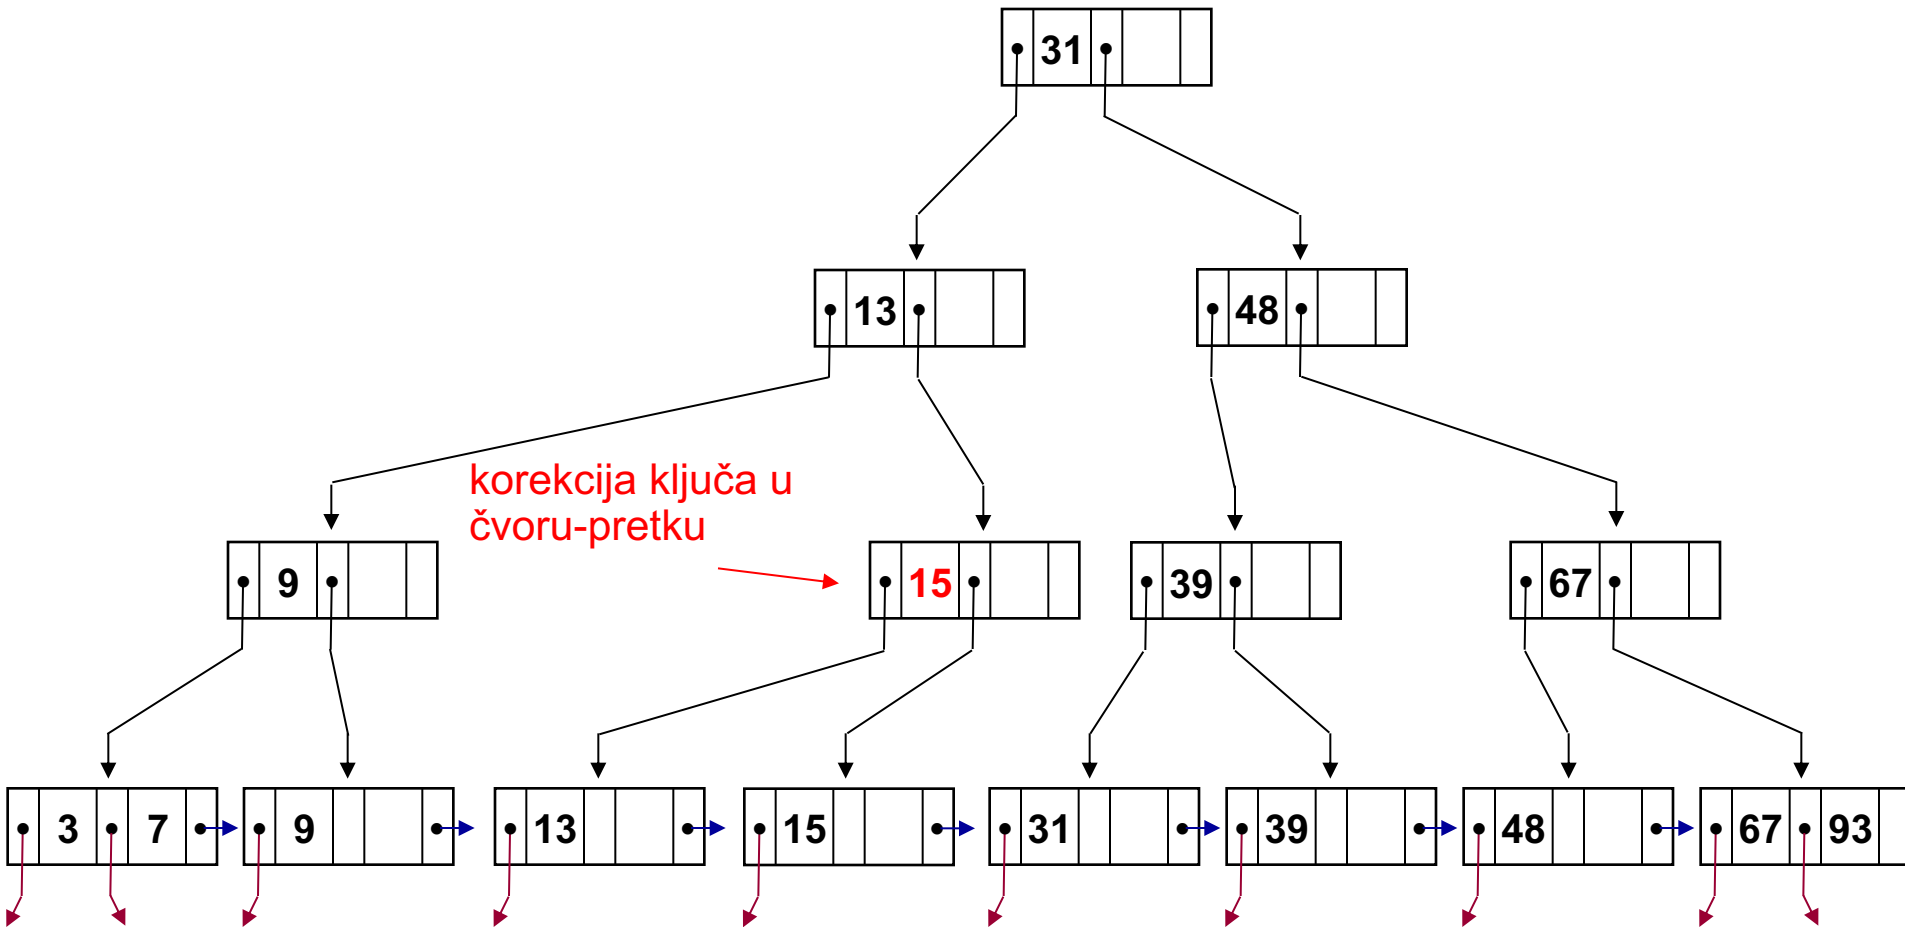 31
13 48
korekcija ključa u
čvoru-pretku
9 15 39 67
3 7 9 13 15 31 39 48 67 93